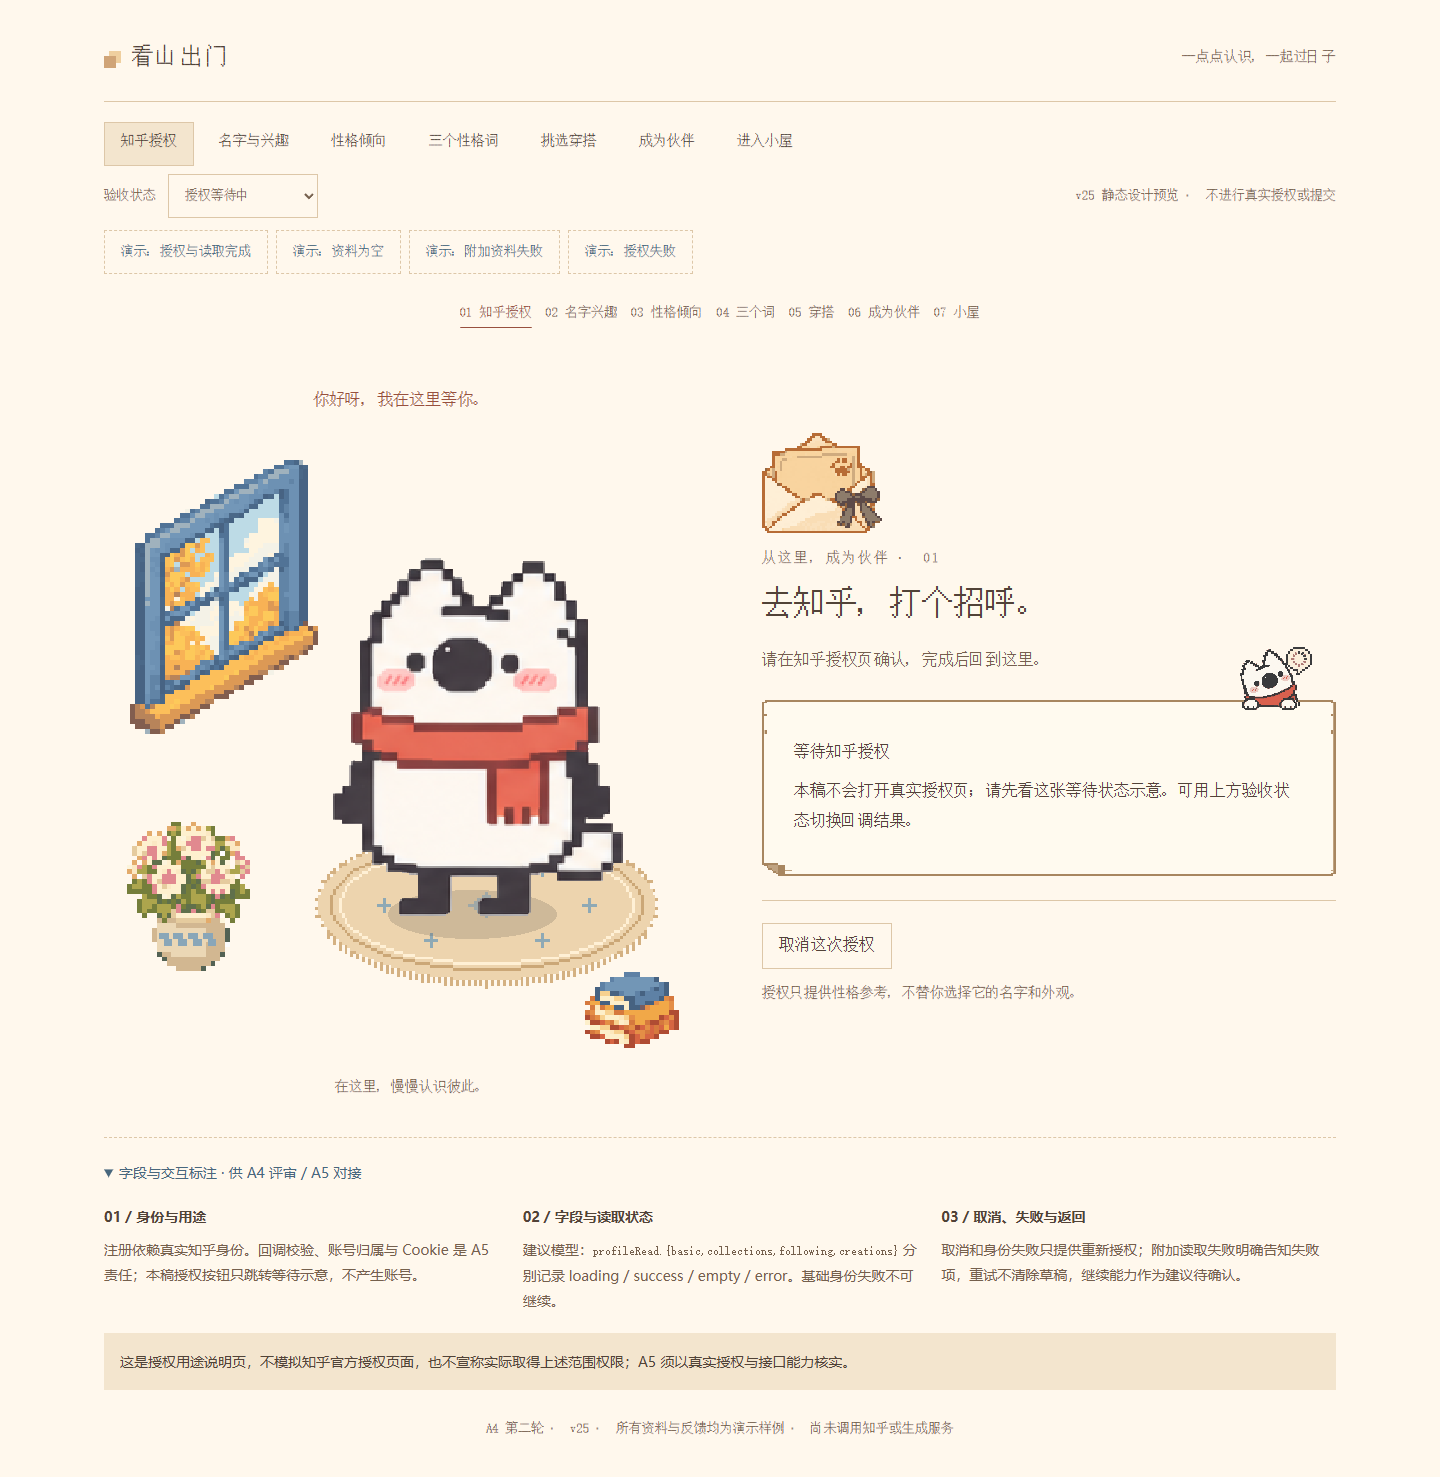 看山出门
一点点认识，一起过日子
知乎授权 名字与兴趣 性格倾向 三个性格词 挑选穿搭 成为伙伴 进入小屋
验收状态 授权等待中
v25 静态设计预览 · 不进行真实授权或提交
演示：授权与读取完成 演示：资料为空 演示：附加资料失败 演示：授权失败
01 知乎授权 02 名字兴趣 03 性格倾向 04 三个词 05 穿搭 06 成为伙伴 07 小屋
你好呀，我在这里等你。
从这里，成为伙伴 · 01
去知乎，打个招呼。
请在知乎授权页确认，完成后回到这里。
等待知乎授权
本稿不会打开真实授权页；请先看这张等待状态示意。可用上方验收状
态切换回调结果。
取消这次授权
授权只提供性格参考，不替你选择它的名字和外观。
在这里，慢慢认识彼此。
▼ 字段与交互标注 · 供 A4 评审 / A5 对接
01 / 身份与用途
注册依赖真实知乎身份。回调校验、账号归属与 Cookie 是 A5
责任；本稿授权按钮只跳转等待示意，不产生账号。
02 / 字段与读取状态
建议模型：profileRead.{basic,collections,following,creations} 分
别记录 loading / success / empty / error。基础身份失败不可
继续。
03 / 取消、失败与返回
取消和身份失败只提供重新授权；附加读取失败明确告知失败
项，重试不清除草稿，继续能力作为建议待确认。
这是授权用途说明页，不模拟知乎官方授权页面，也不宣称实际取得上述范围权限；A5 须以真实授权与接口能力核实。
A4 第二轮 · v25 · 所有资料与反馈均为演示样例 · 尚未调用知乎或生成服务